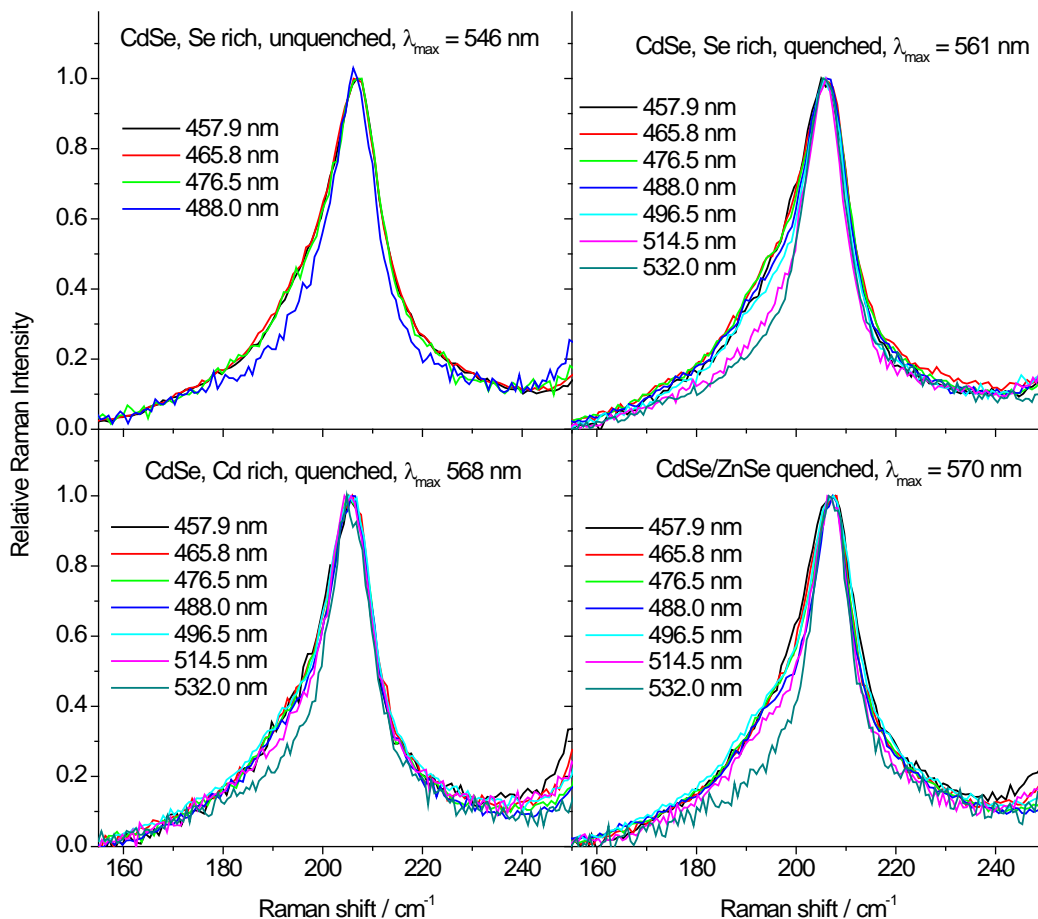 CdSe, Se rich, unquenched, λmax = 546 nm
457.9 nm
465.8 nm
476.5 nm
488.0 nm
CdSe, Se rich, quenched, λmax = 561 nm
457.9 nm
465.8 nm
476.5 nm
488.0 nm
496.5 nm
514.5 nm
532.0 nm
1.0
0.8
0.6
0.4
0.2
0.0
Relative Raman Intensity
CdSe, Cd rich, quenched, λmax 568 nm
457.9 nm
465.8 nm
476.5 nm
488.0 nm
496.5 nm
514.5 nm
532.0 nm
CdSe/ZnSe quenched, λmax = 570 nm
457.9 nm
465.8 nm
476.5 nm
488.0 nm
496.5 nm
514.5 nm
532.0 nm
1.0
0.8
0.6
0.4
0.2
0.0
160 180 200 220 240 160 180 200 220 240
Raman shift / cm-1 Raman shift / cm-1